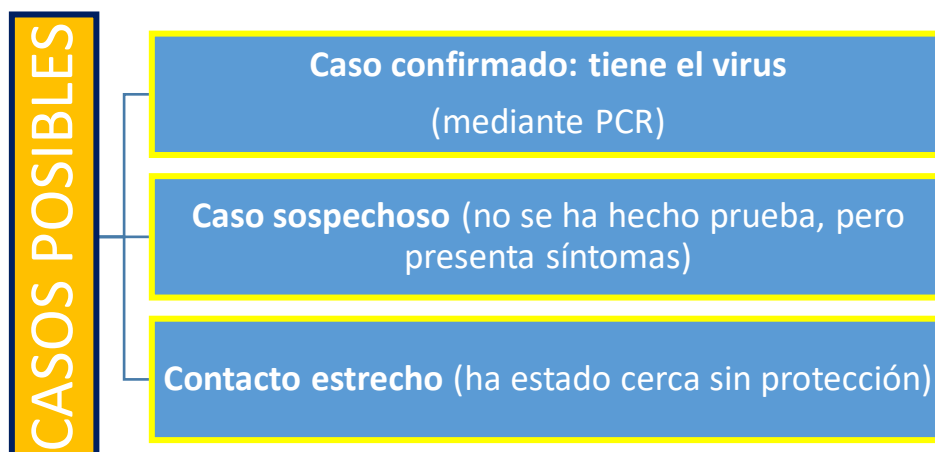 CASOS POSIBLES
Caso confirmado: tiene el virus
(mediante PCR)
Caso sospechoso (no se ha hecho prueba, pero
presenta síntomas)
Contacto estrecho (ha estado cerca sin protección)